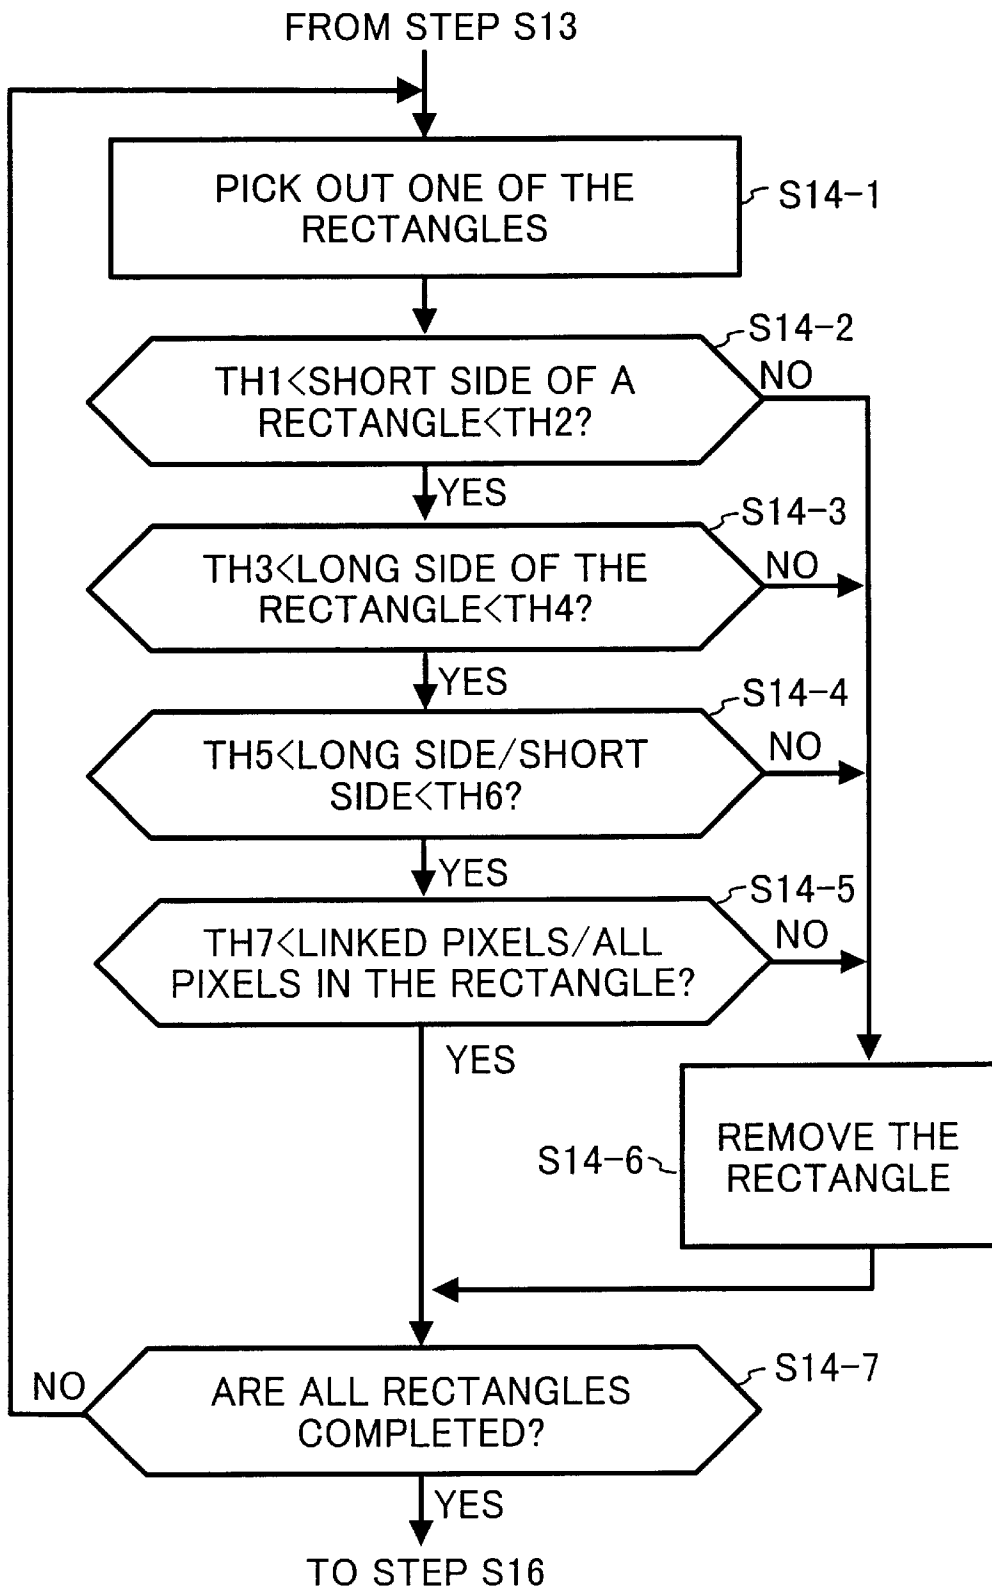 FROM STEP S13
PICK OUT ONE OF THE
RECTANGLES
S14-1
S14-2
TH1<SHORT SIDE OF A
RECTANGLE<TH2?
NO
YES
S14-3
TH3<LONG SIDE OF THE
RECTANGLE<TH4?
NO
YES
S14-4
TH5<LONG SIDE/SHORT
SIDE<TH6?
NO
YES
S14-5
TH7<LINKED PIXELS/ALL
PIXELS IN THE RECTANGLE?
NO
YES
S14-6
REMOVE THE
RECTANGLE
S14-7
ARE ALL RECTANGLES
COMPLETED?
NO
YES
TO STEP S16